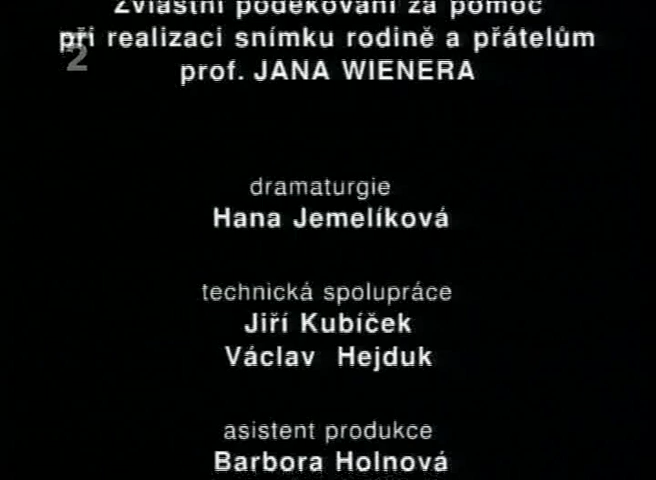 Zvláštní poděkování za pomoc
při realizaci snímku rodině a přátelům
2
prof. JANA WIENERA
dramaturgie
Hana Jemelíková
technická spolupráce
Jiří Kubíček
Václav Hejduk
asistent produkce
Barbora Holnová